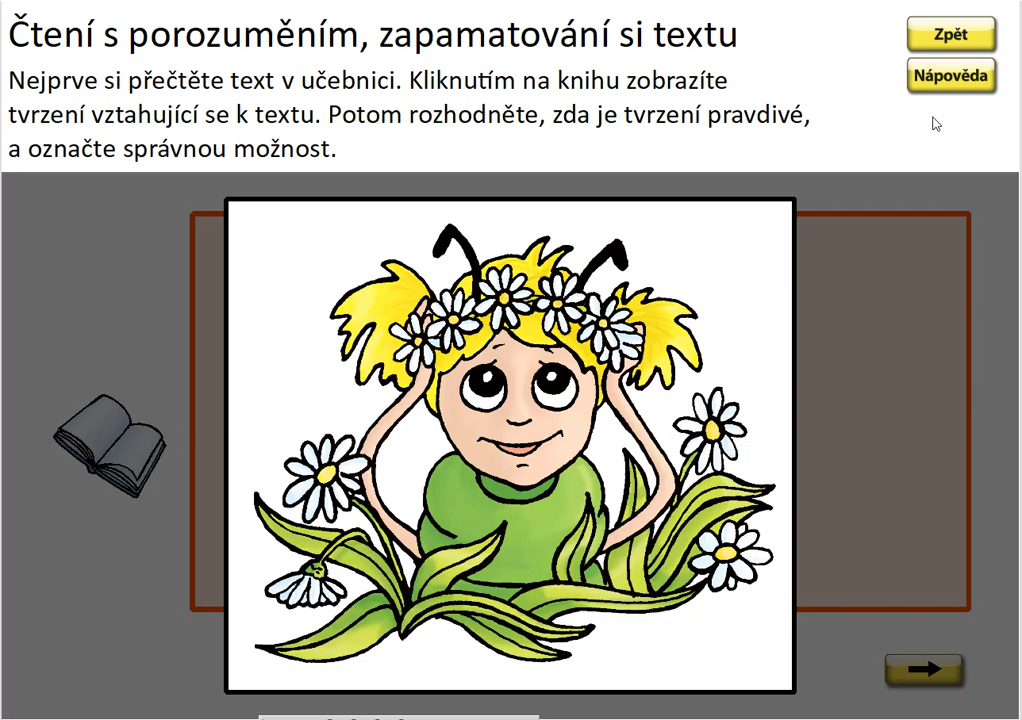 Čtení s porozuměním, zapamatování si textu
Zpět
Nápověda
Nejprve si přečtěte text v učebnici. Kliknutím na knihu zobrazíte
tvrzení vztahující se k textu. Potom rozhodněte, zda je tvrzení pravdivé,
a označte správnou možnost.